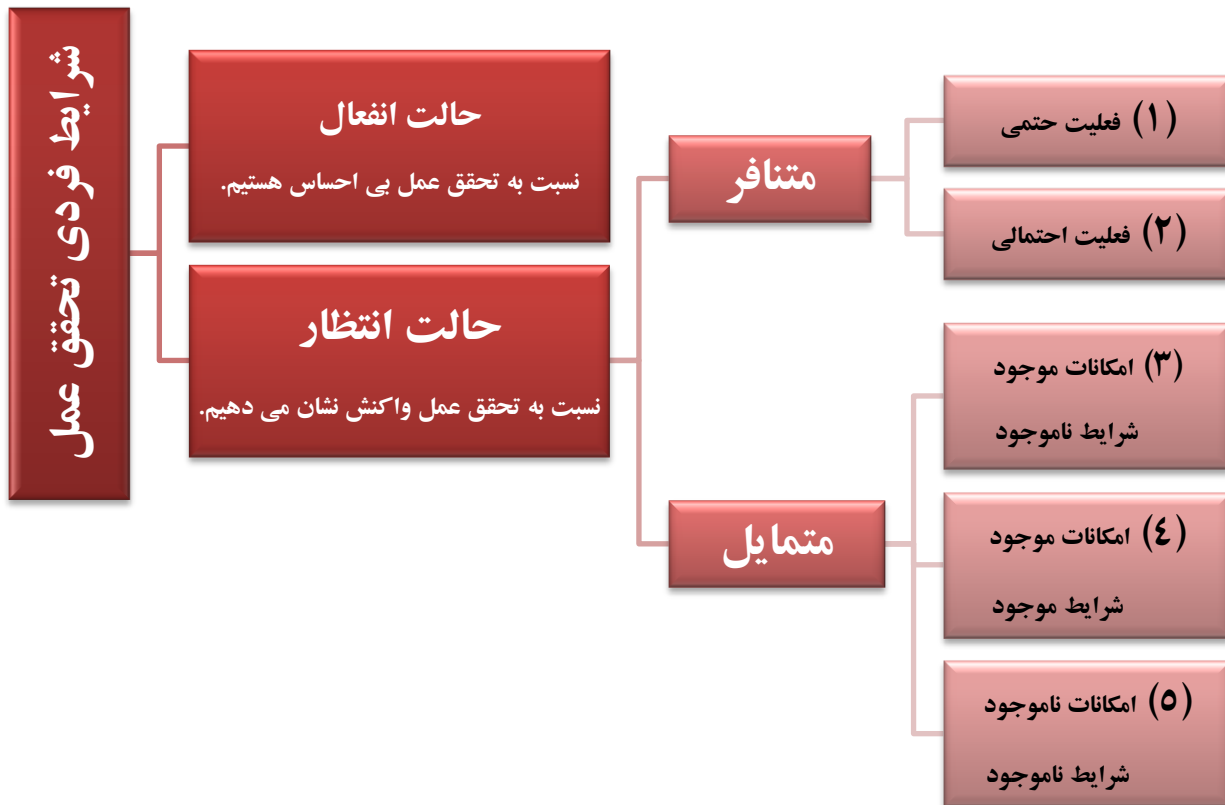 شرایط فردی تحقق عمل
حالت انفعال
نسبت به تحقق عمل بی احساس هستیم.
حالت انتظار
نسبت به تحقق عمل واکنش نشان می دهیم.
متنافر
(۱) فعلیت حتمی
(۲) فعلیت احتمالی
متمایل
(۳) امکانات موجود
شرایط ناموجود
(٤) امکانات موجود
شرایط موجود
(٥) امکانات ناموجود
شرایط ناموجود